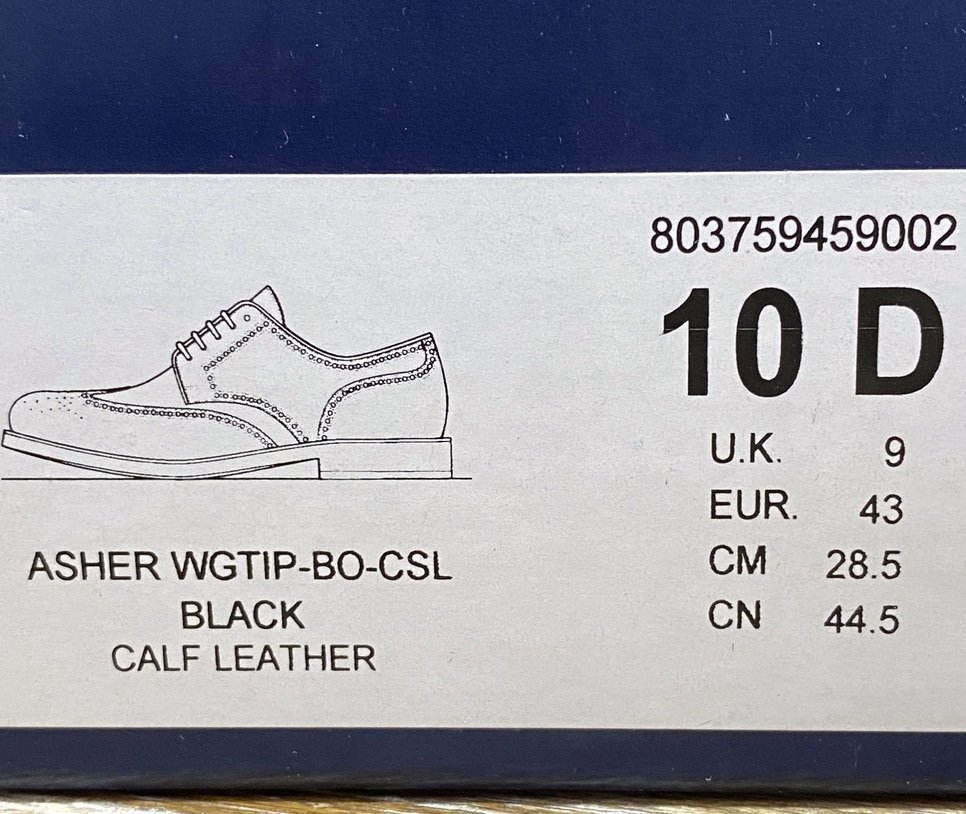 803759459002
10 D
U.K. 9
EUR. 43
CM 28.5
CN 44.5
ASHER WGTIP-BO-CSL
BLACK
CALF LEATHER